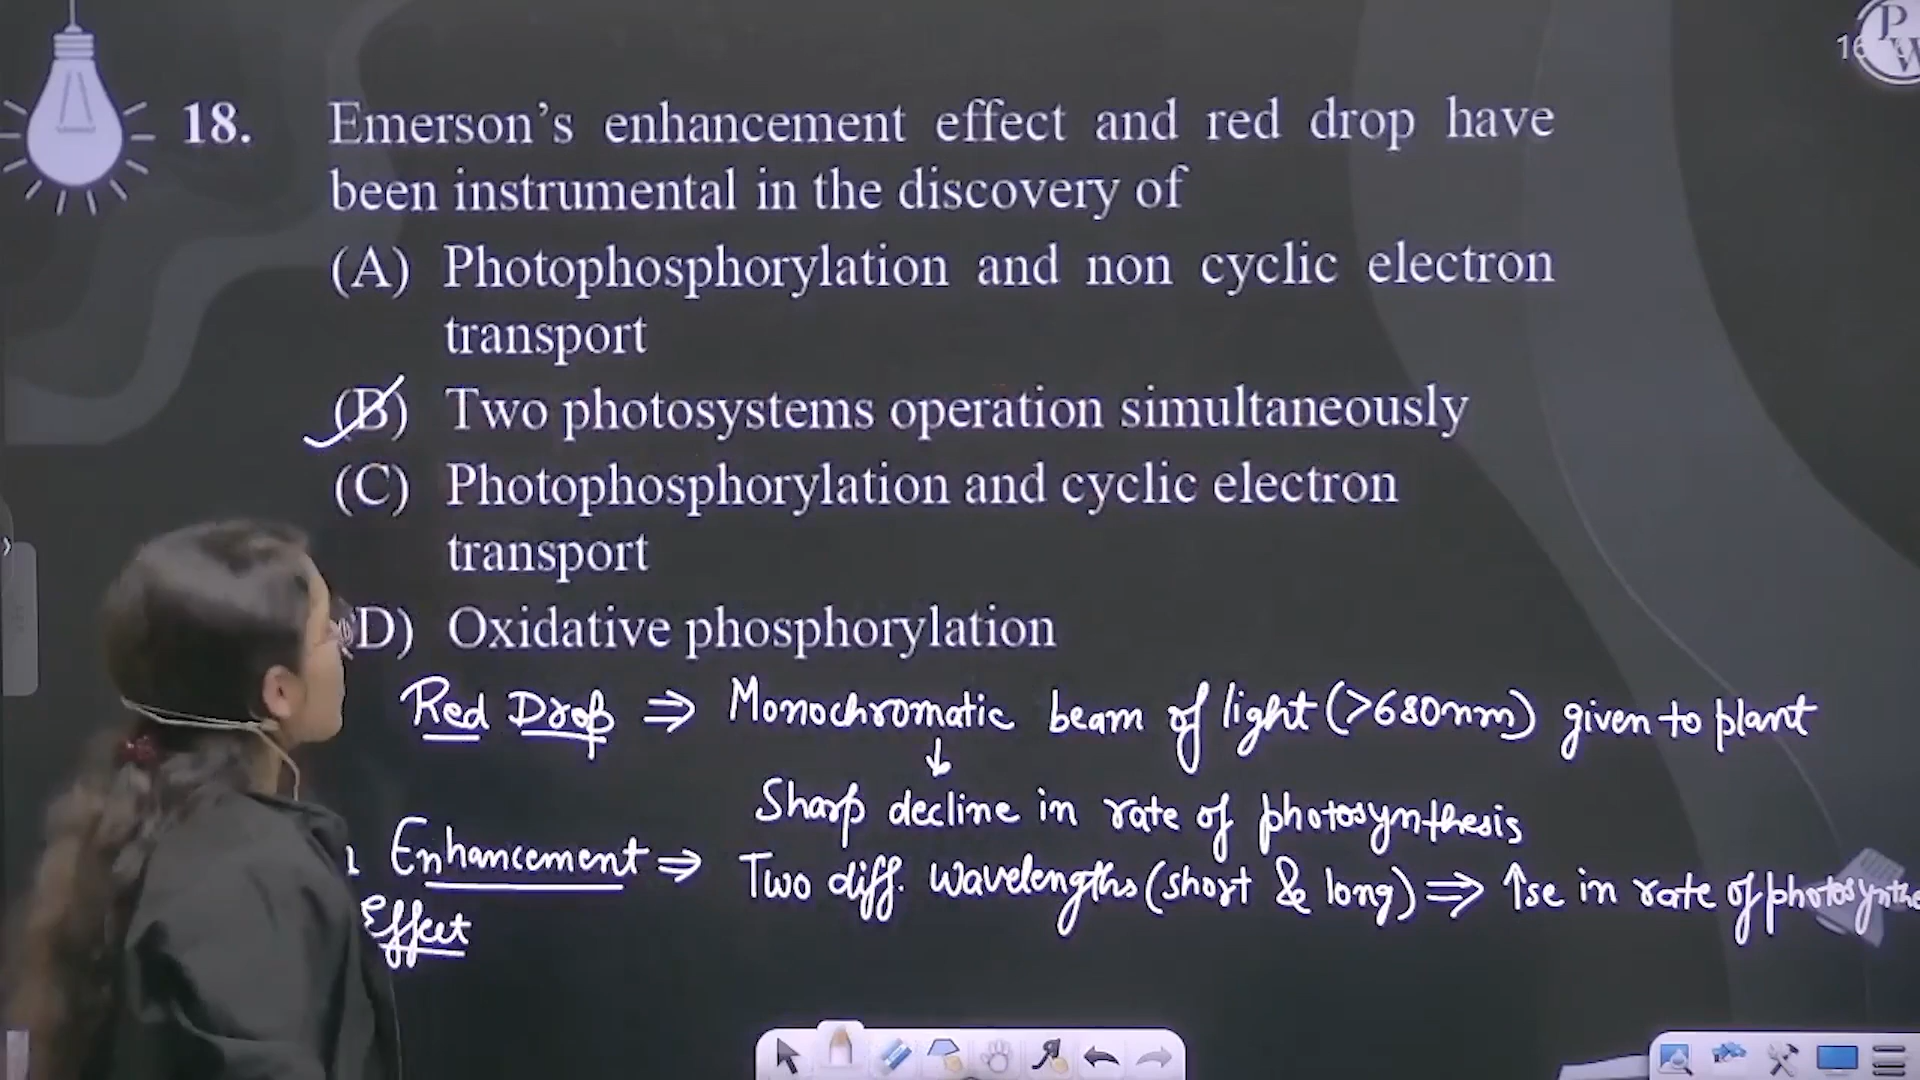 18. Emerson's enhancement effect and red drop have
been instrumental in the discovery of
(A) Photophosphorylation and non cyclic electron
transport
(B) Two photosystems operation simultaneously
(C) Photophosphorylation and cyclic electron
transport
D) Oxidative phosphorylation
Red Drop ⇒ Monochromatic beam of light (>680nm) given to plant
↓
Sharp decline in rate of photosynthesis
Enhancement ⇒ Two diff. wavelengths (short & long) ⇒ ↑se in rate of photosynthe
Effect
PW